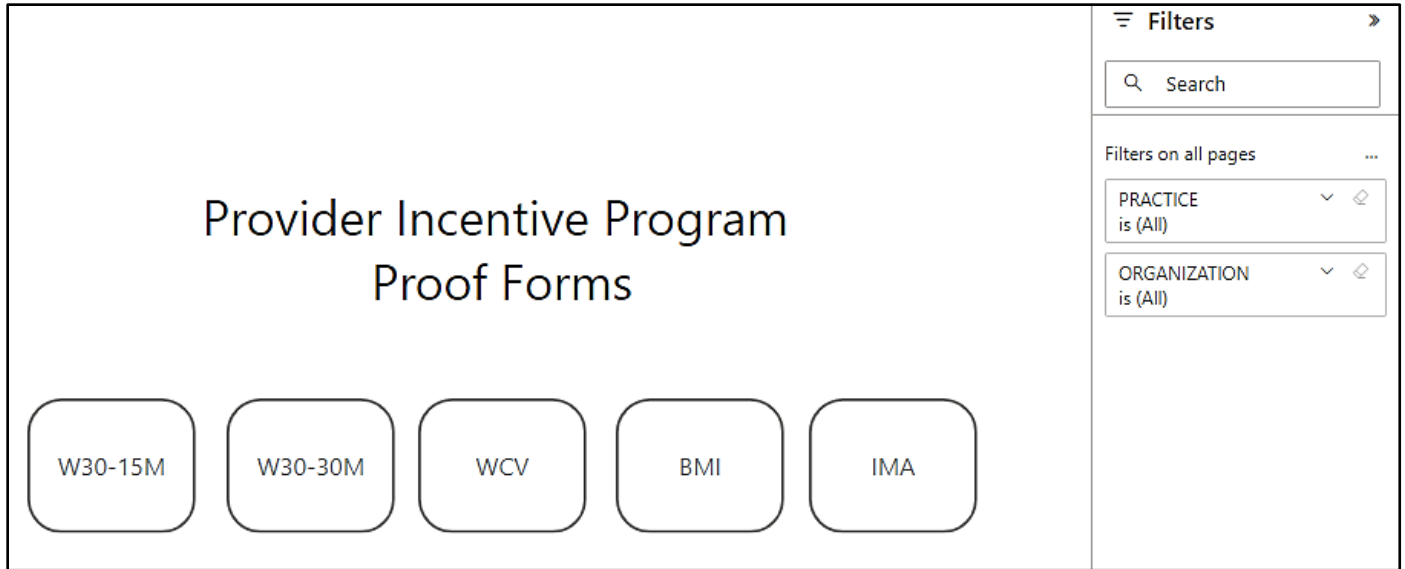 Provider Incentive Program
Proof Forms
W30-15M
W30-30M
WCV
BMI
IMA
Filters
Search
Filters on all pages
...
PRACTICE
is (All)
ORGANIZATION
is (All)